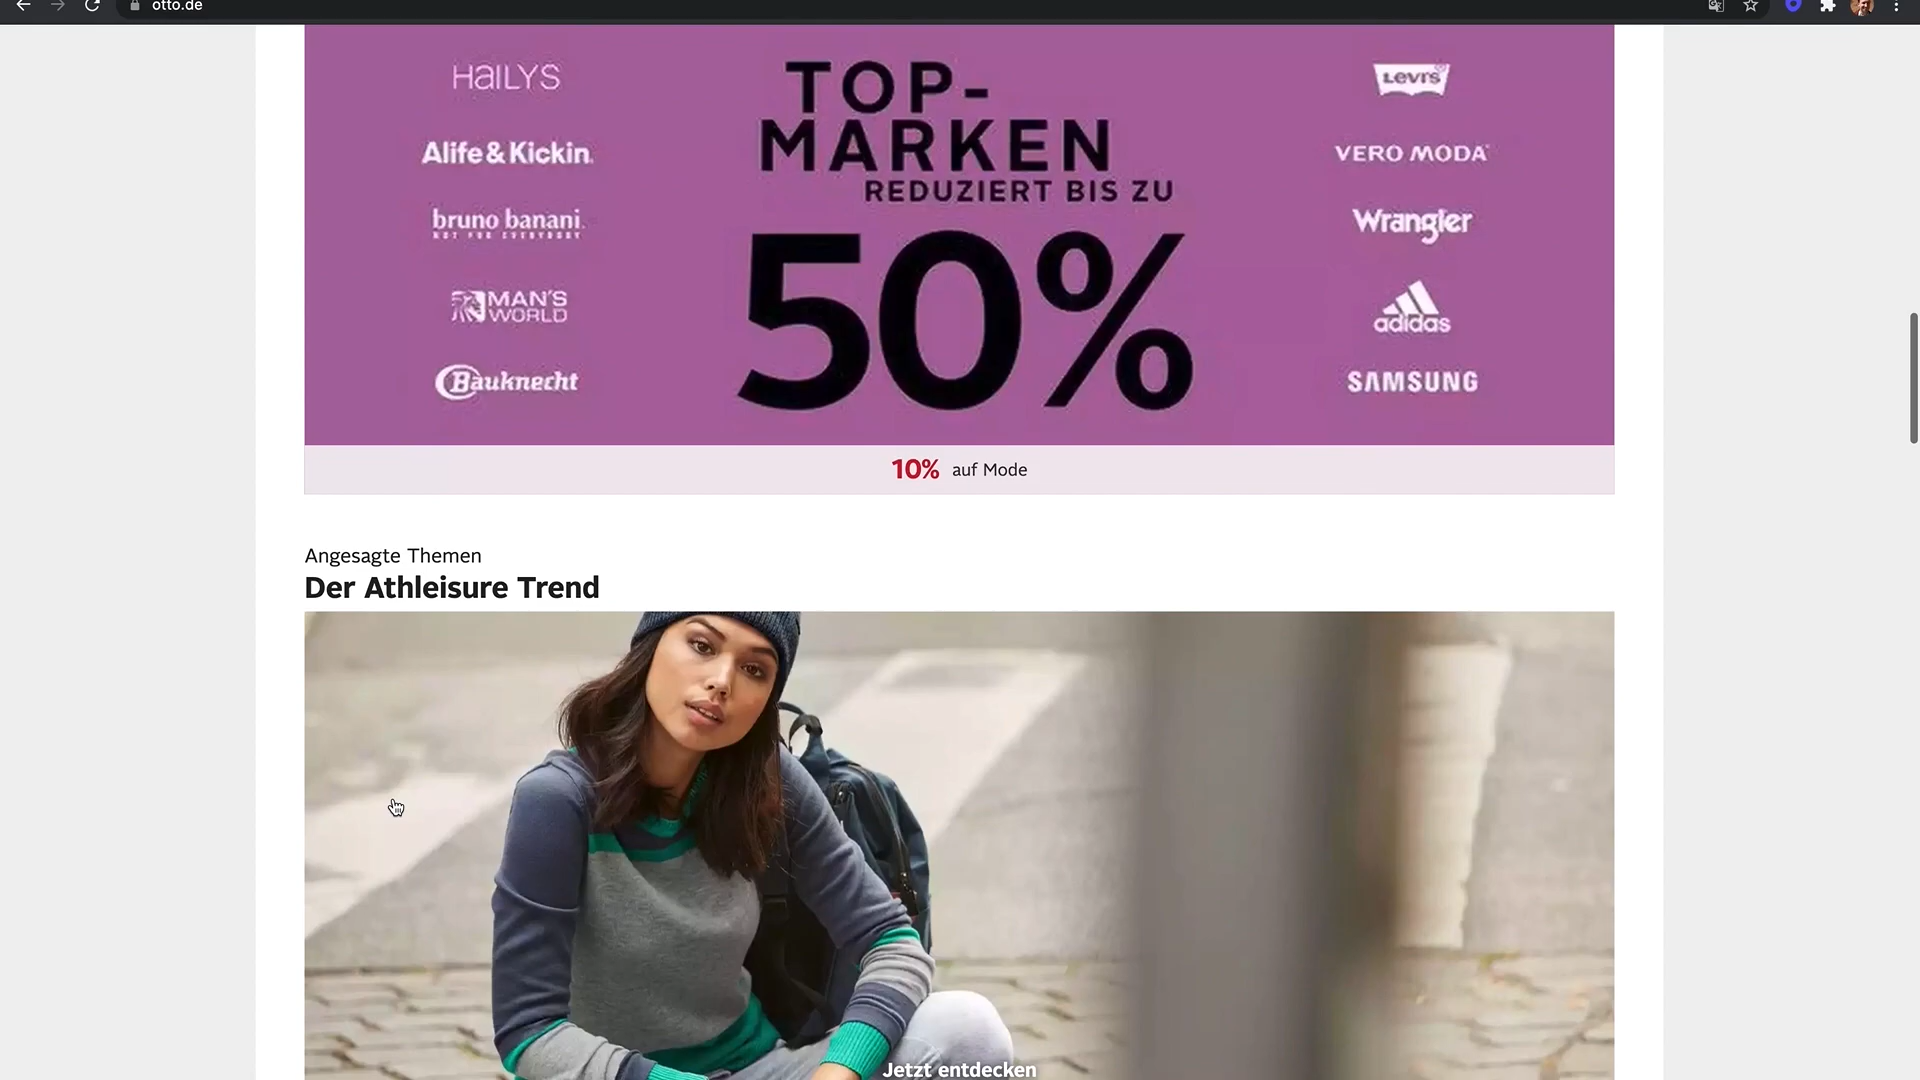 otto.de
HaILYS
Alife & Kickin.
bruno banani.
NOT FOR EVERYBODY
MAN'S
WORLD
Bauknecht
TOP-
MARKEN
REDUZIERT BIS ZU
50%
Levi's
VERO MODA
Wrangler
adidas
SAMSUNG
10% auf Mode
Angesagte Themen
Der Athleisure Trend
Jetzt entdecken